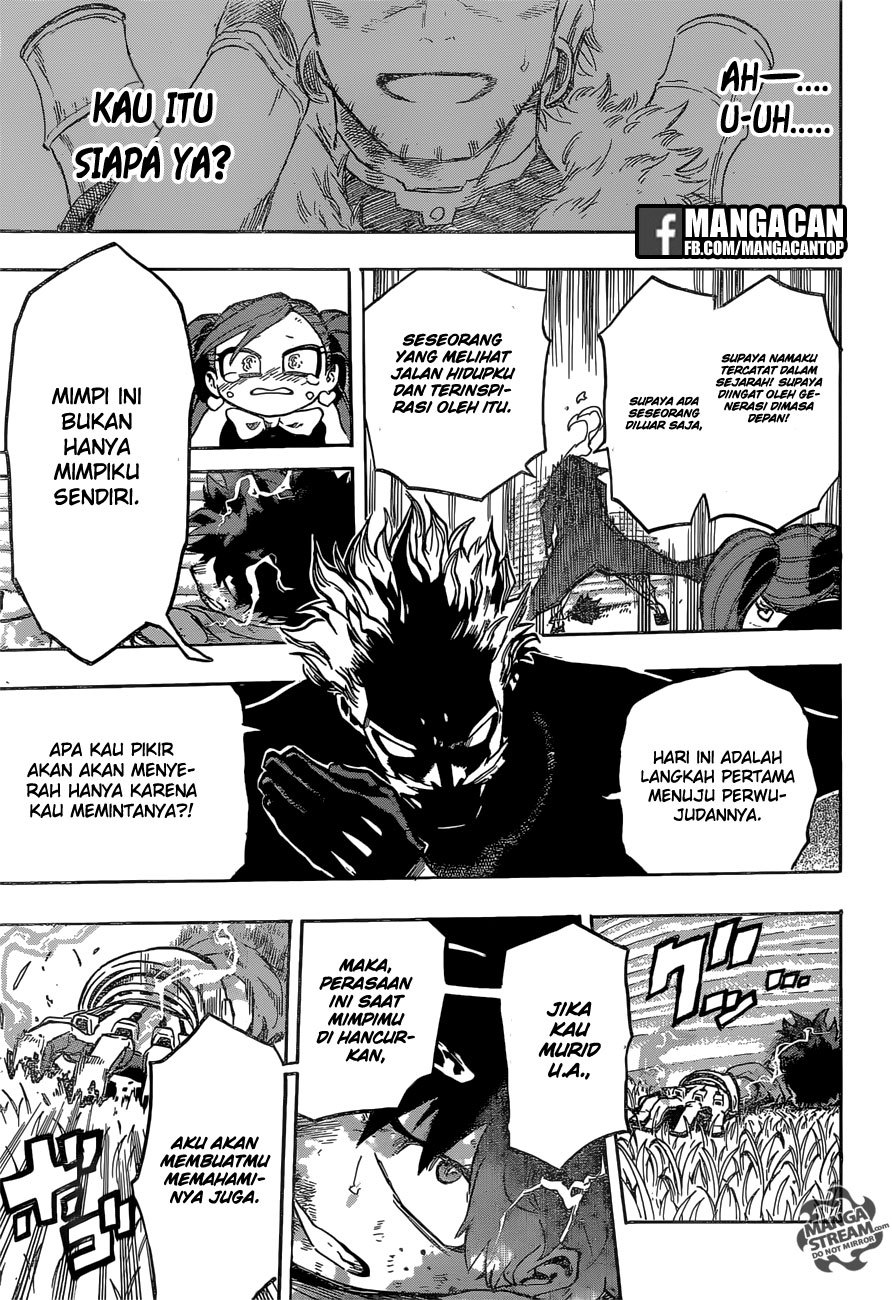 AH—....
U-UH.....
KAU ITU
SIAPA YA?
MANGACAN
FB.COM/MANGACANTOP
SUPAYA NAMAKU
TERCATAT DALAM
SEJARAH! SUPAYA
DIINGAT OLEH GE-
NERASI DIMASA
DEPAN!
SUPAYA ADA
SESEORANG
DILUAR SAJA,
SESEORANG
YANG MELIHAT
JALAN HIDUPKU
DAN TERINSPI-
RASI OLEH ITU.
MIMPI INI
BUKAN
HANYA
MIMPIKU
SENDIRI.
HARI INI ADALAH
LANGKAH PERTAMA
MENUJU PERWU-
JUDANNYA.
APA KAU PIKIR
AKAN AKAN MENYE-
RAH HANYA KARENA
KAU MEMINTANYA?!
グッ...
JIKA
KAU
MURID
U.A.,
MAKA,
PERASAAN
INI SAAT
MIMPIMU
DI HANCUR-
KAN,
AKU AKAN
MEMBUATMU
MEMAHAMI-
NYA JUGA.
17
MANGA
STREAM.com
DO NOT MIRROR